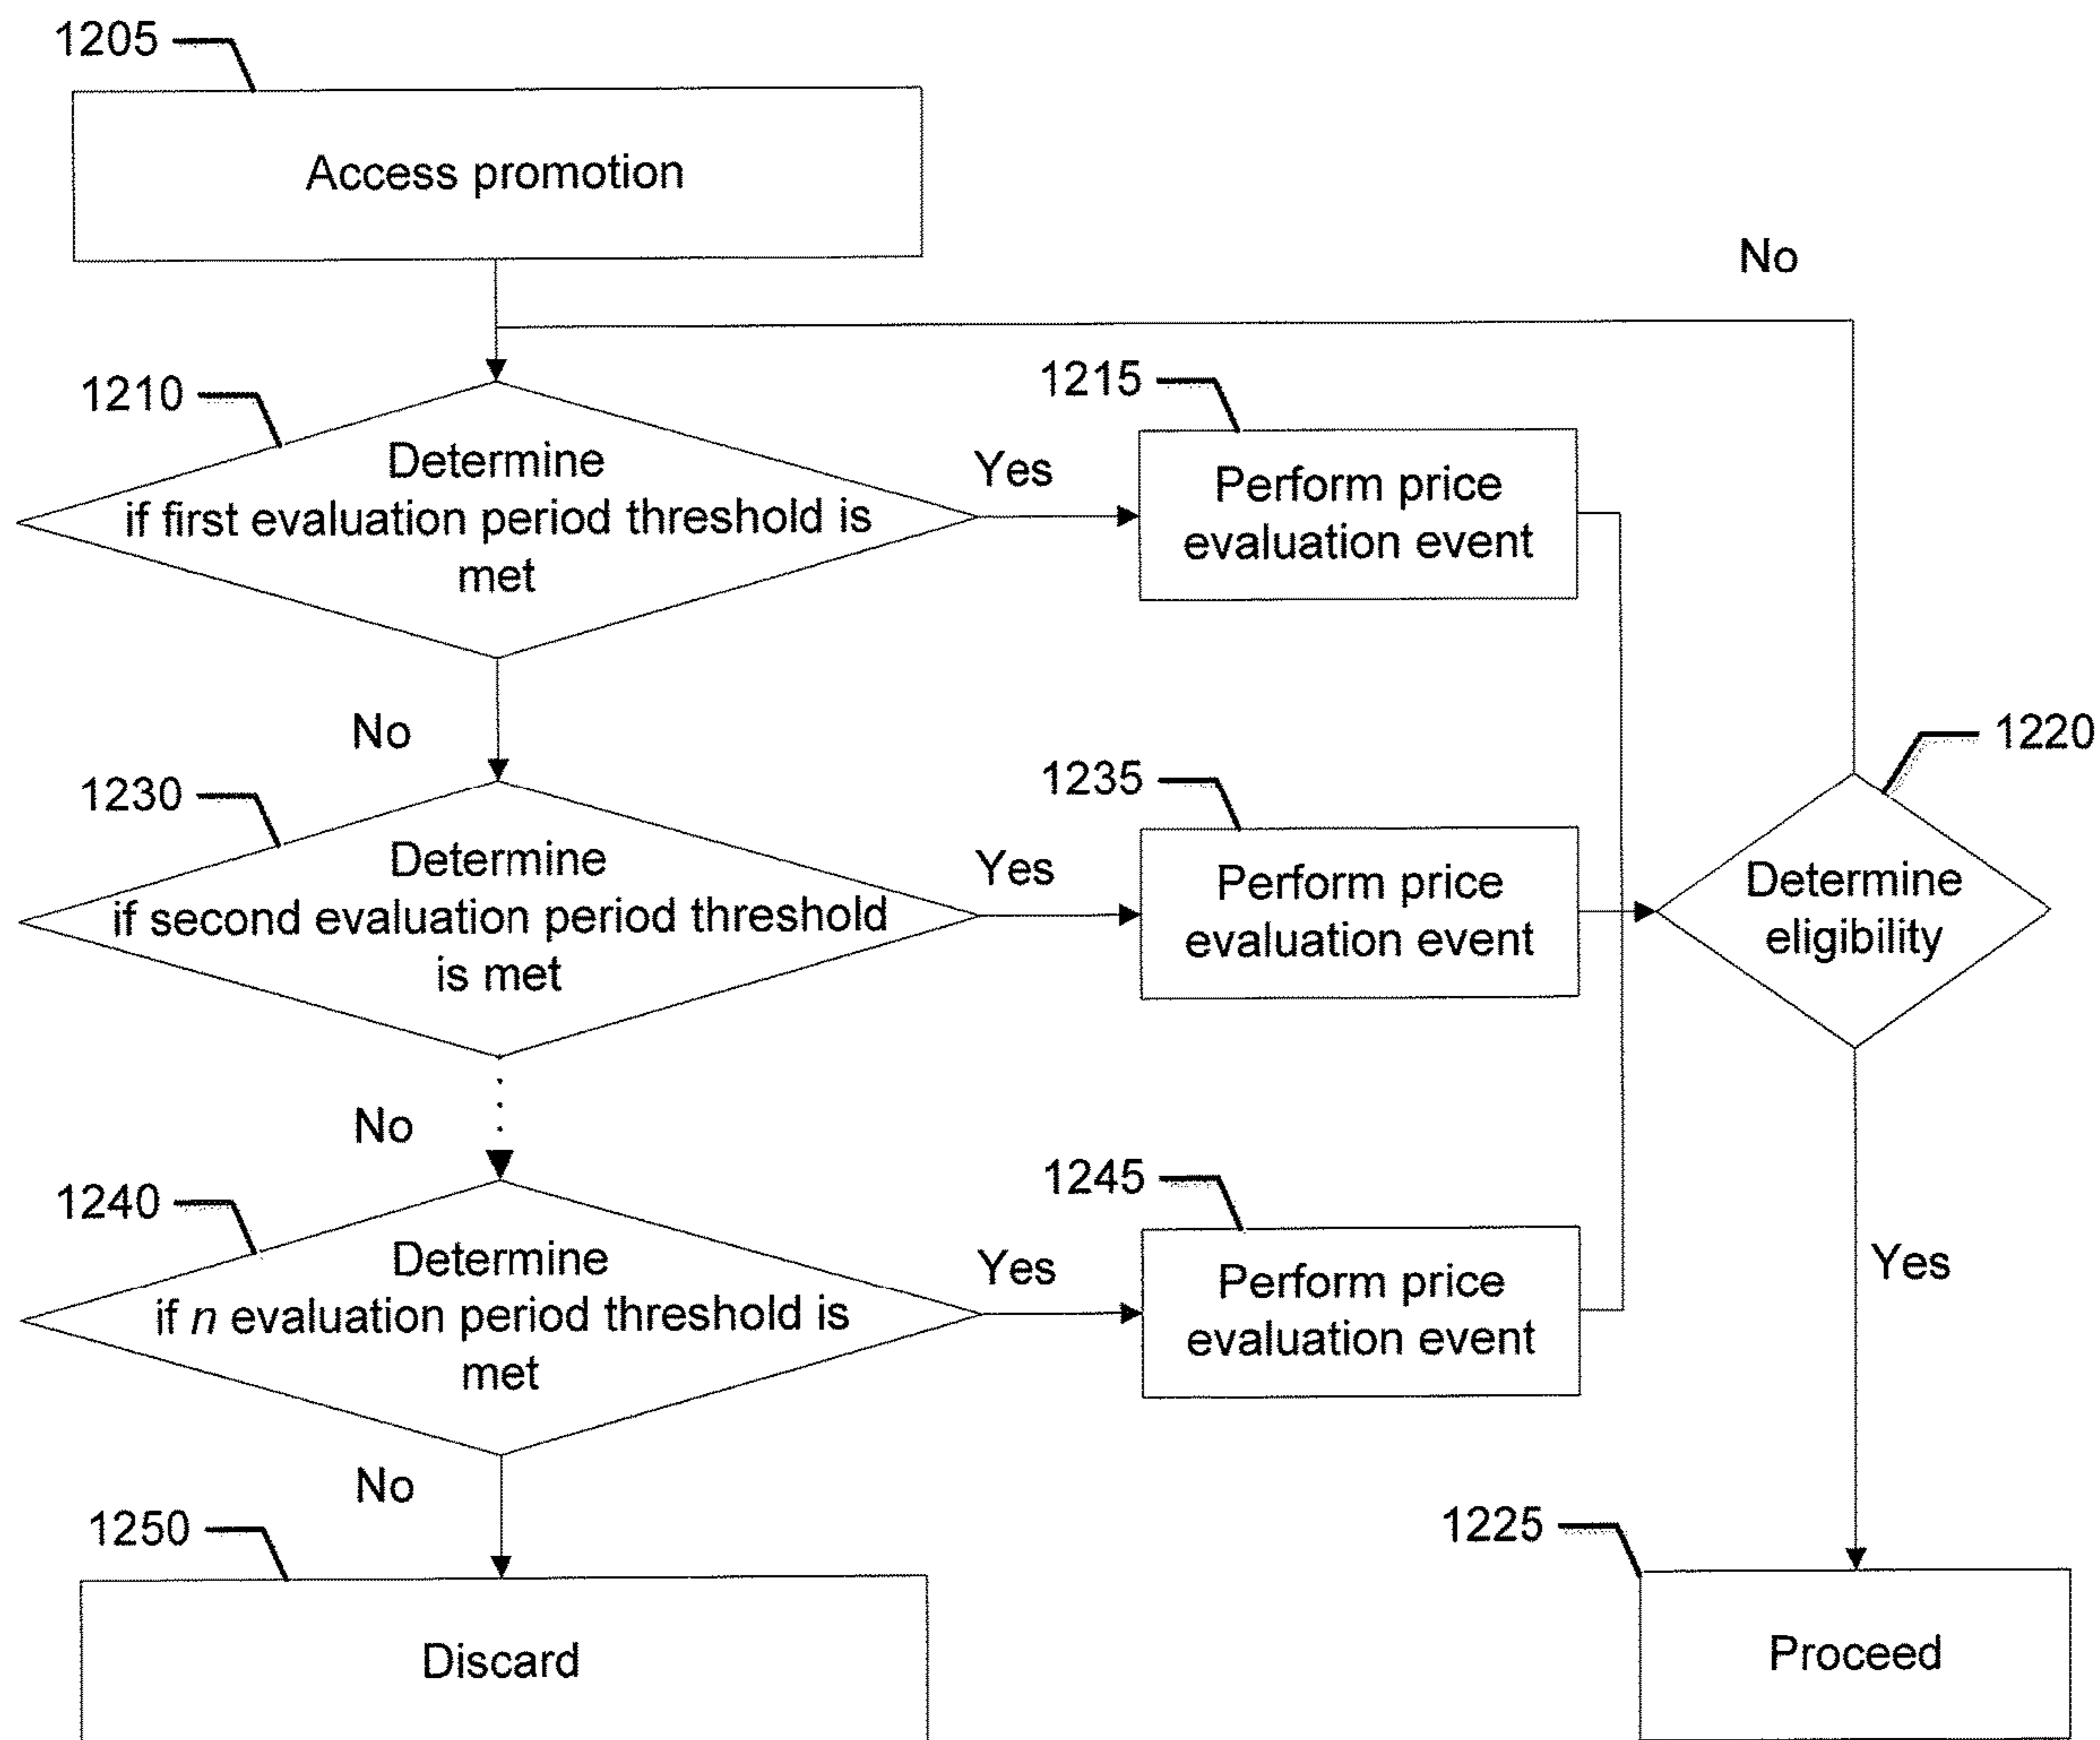 1205
Access promotion
No
1210
Determine
if first evaluation period threshold is
met
Yes
1215
Perform price
evaluation event
No
1220
Determine
eligibility
1230
Determine
if second evaluation period threshold
is met
Yes
1235
Perform price
evaluation event
No
1240
Determine
if n evaluation period threshold is
met
Yes
1245
Perform price
evaluation event
Yes
No
1250
Discard
1225
Proceed